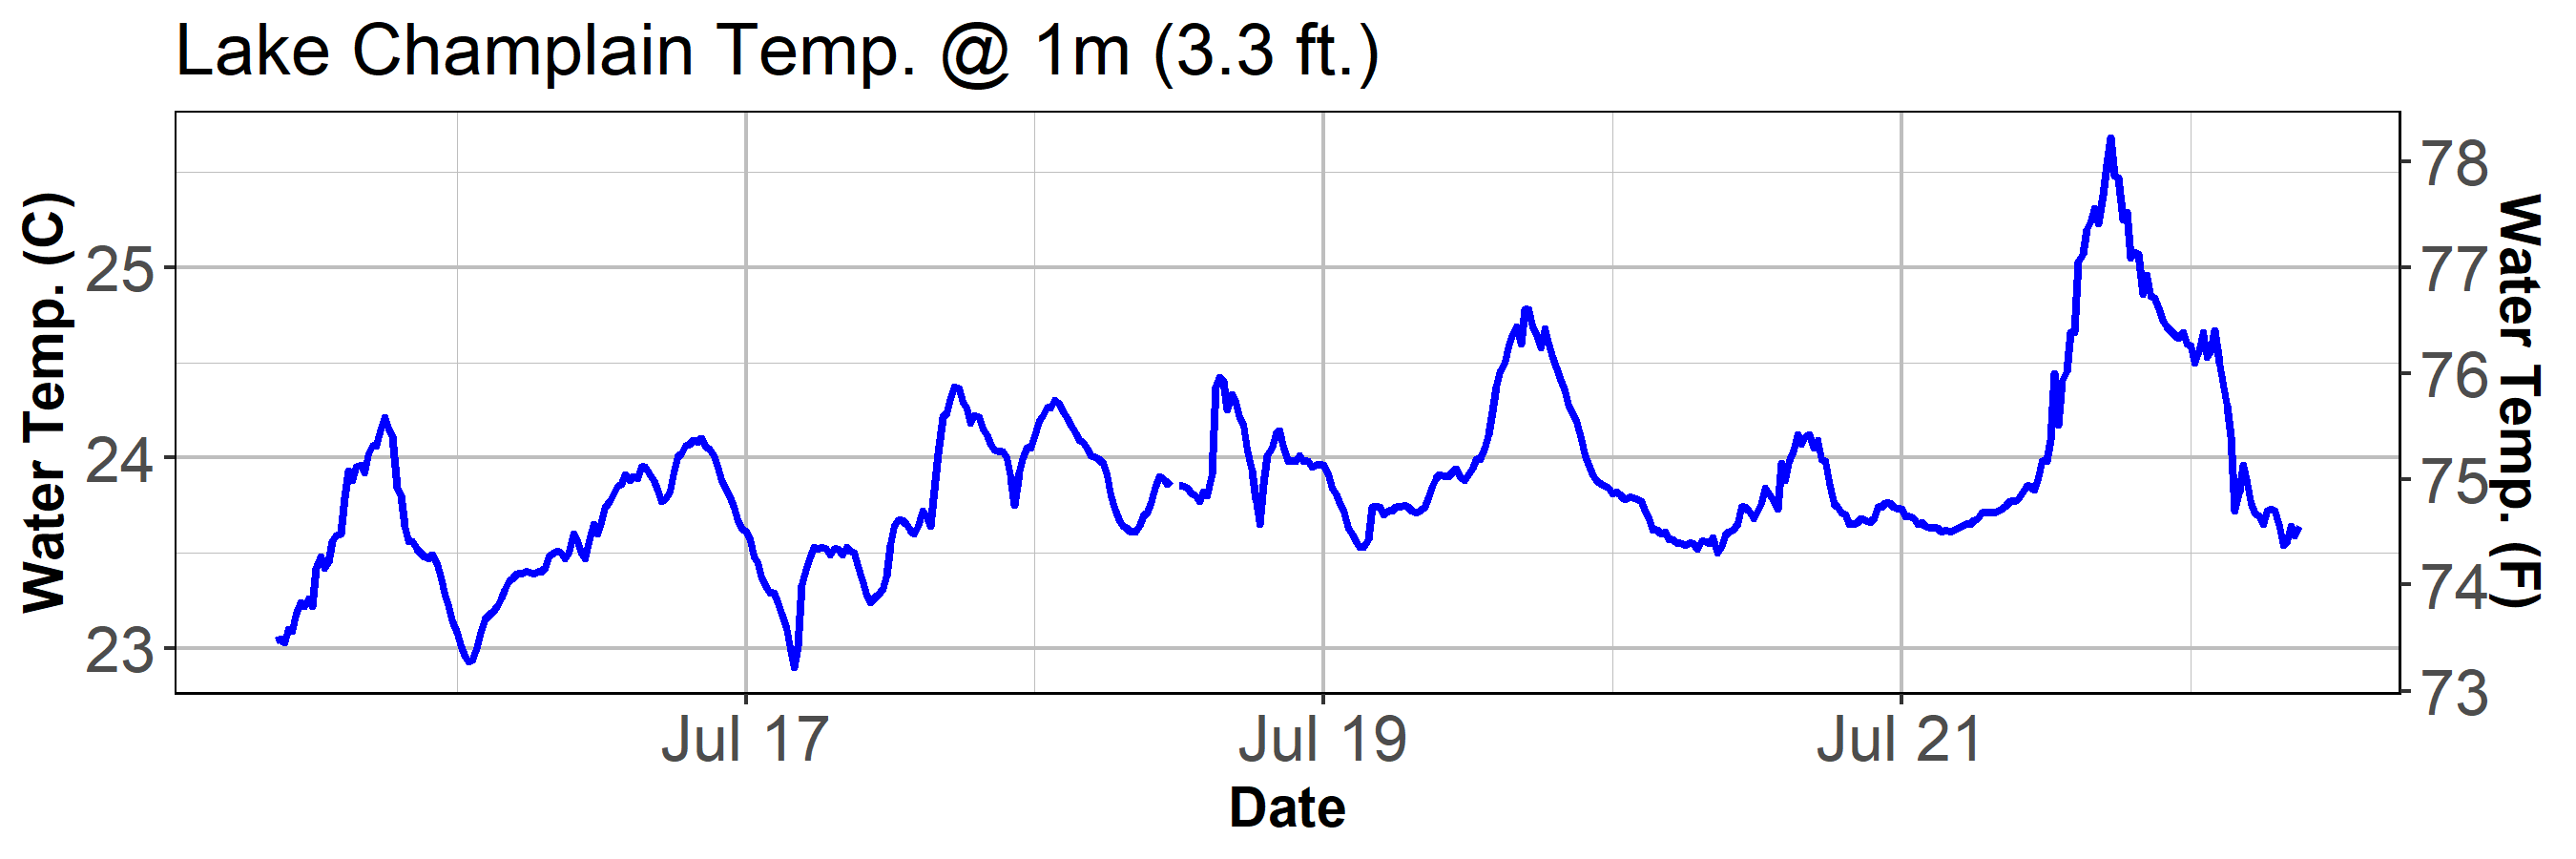 Lake Champlain Temp. @ 1m (3.3 ft.)
Water Temp. (C)
25
24
23
78
77
76
75
74
73
Water Temp. (F)
Jul 17 Jul 19 Jul 21
Date